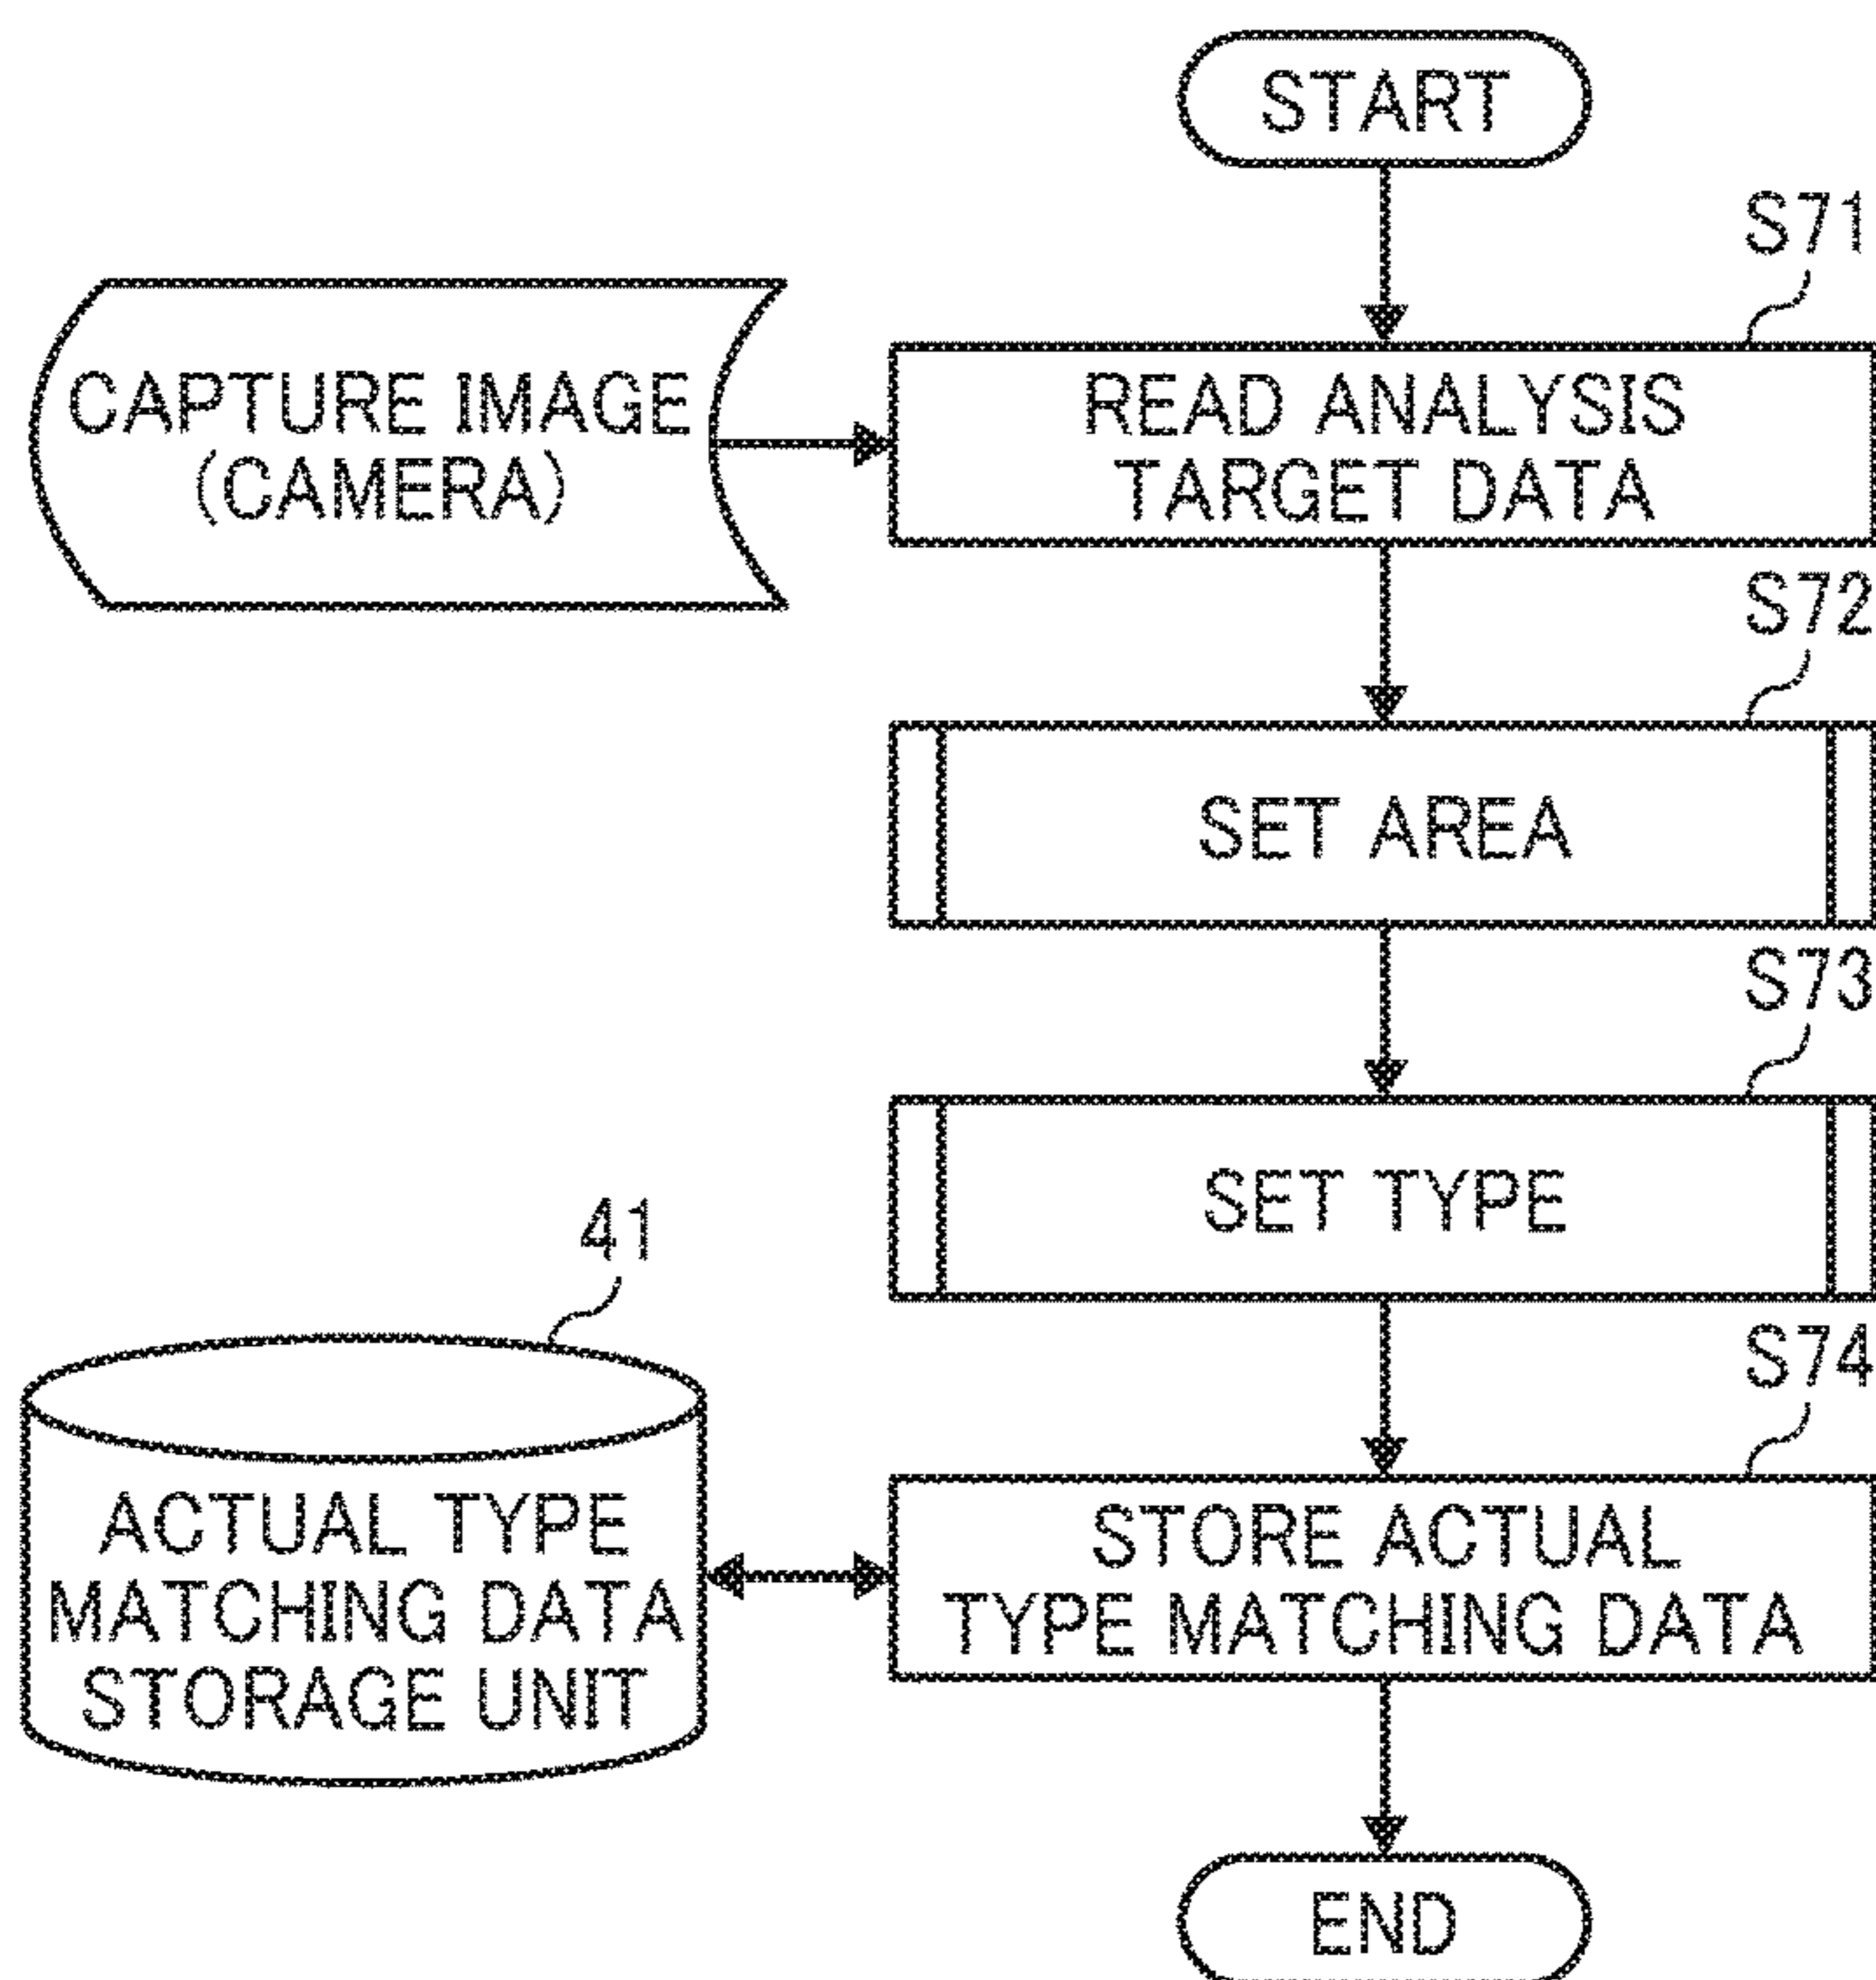 START
S71
CAPTURE IMAGE
(CAMERA)
READ ANALYSIS
TARGET DATA
S72
SET AREA
S73
SET TYPE
41
S74
ACTUAL TYPE
MATCHING DATA
STORAGE UNIT
STORE ACTUAL
TYPE MATCHING DATA
END